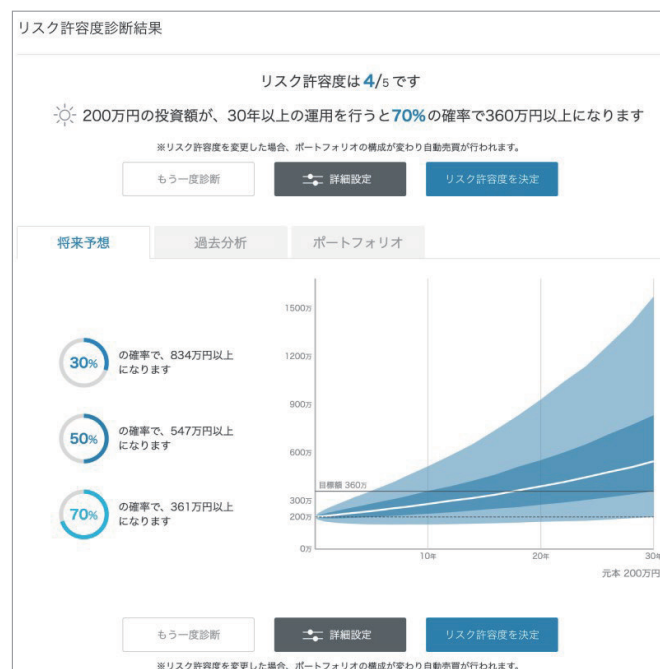 リスク許容度診断結果
リスク許容度は4/5です
200万円の投資額が、30年以上の運用を行うと70%の確率で360万円以上になります
※リスク許容度を変更した場合、ポートフォリオの構成が変わり自動売買が行われます。
もう一度診断 詳細設定 リスク許容度を決定
将来予想 過去分析 ポートフォリオ
30% の確率で、834万円以上
になります
50% の確率で、547万円以上
になります
70% の確率で、361万円以上
になります
1500万
1200万
900万
600万
目標額 360万
300万
200万
0万
10年 20年 30年
元本 200万円
もう一度診断 詳細設定 リスク許容度を決定
※リスク許容度を変更した場合、ポートフォリオの構成が変わり自動売買が行われます。